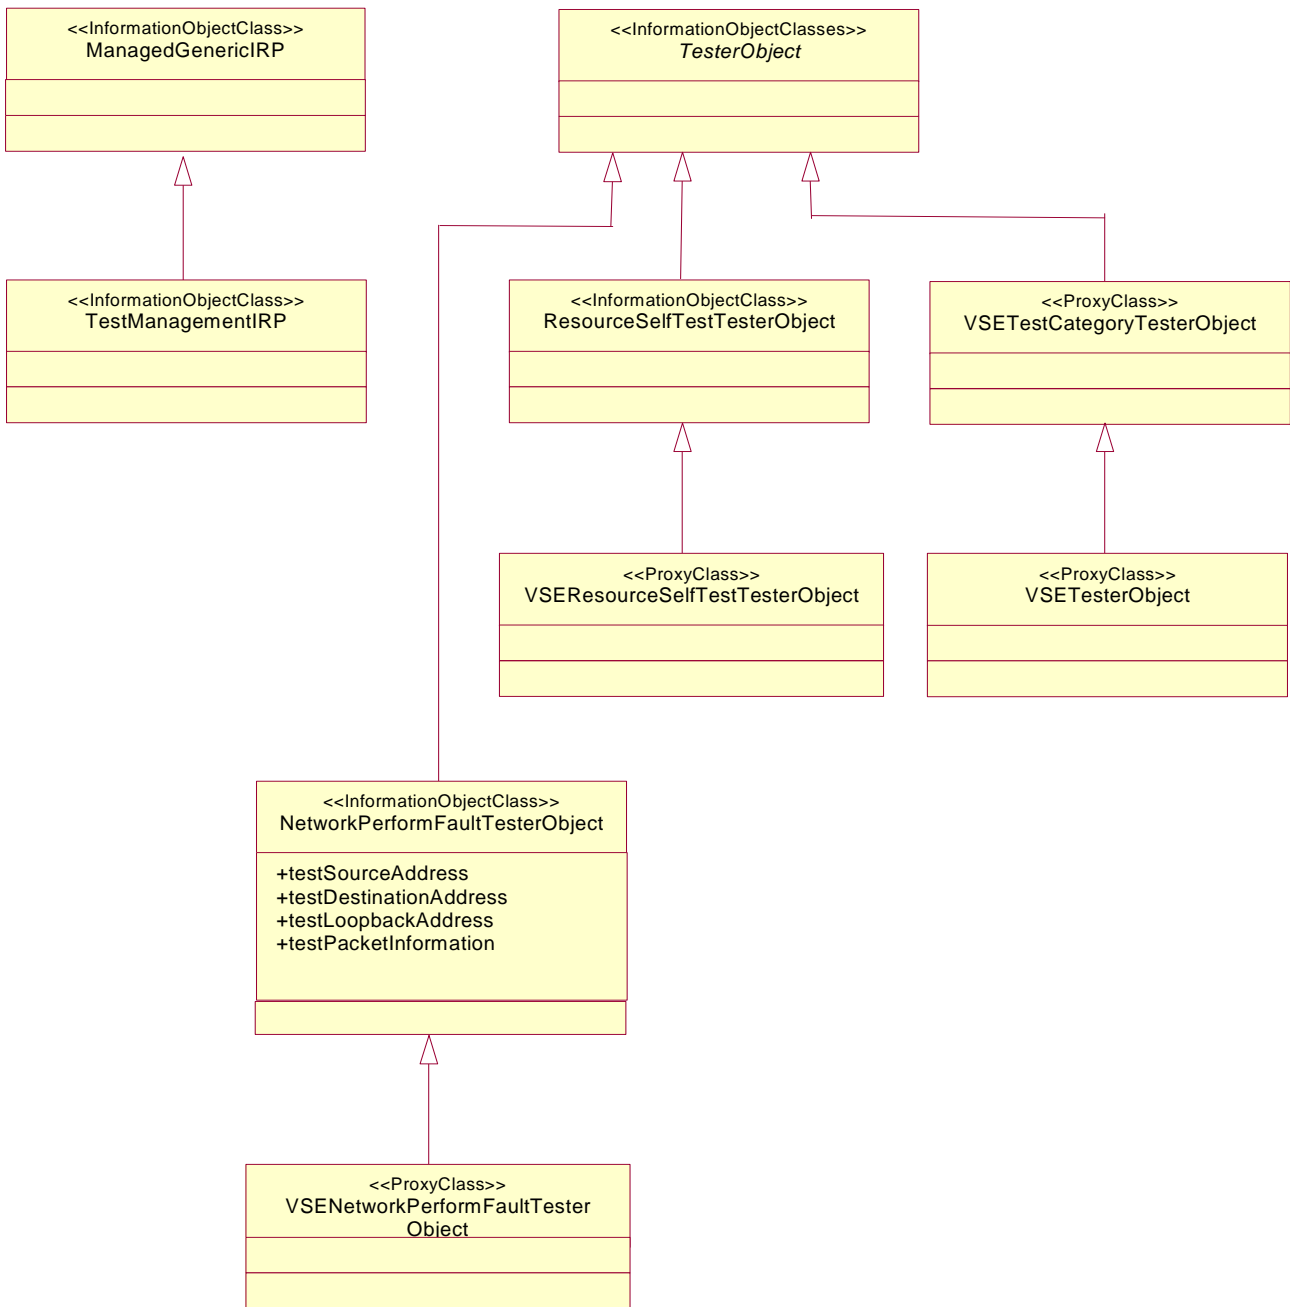 <<InformationObjectClass>>
ManagedGenericIRP
<<InformationObjectClasses>>
TesterObject
<<InformationObjectClass>>
TestManagementIRP
<<InformationObjectClass>>
ResourceSelfTestTesterObject
<<ProxyClass>>
VSETestCategoryTesterObject
<<ProxyClass>>
VSEResourceSelfTestTesterObject
<<ProxyClass>>
VSETesterObject
<<InformationObjectClass>>
NetworkPerformFaultTesterObject
+testSourceAddress
+testDestinationAddress
+testLoopbackAddress
+testPacketInformation
<<ProxyClass>>
VSENetworkPerformFaultTester
Object